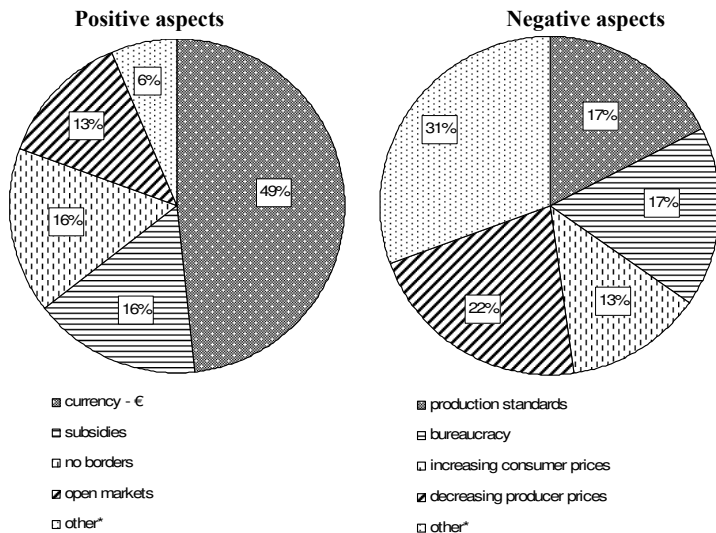 Positive aspects
6%
13%
49%
16%
16%
currency - €
subsidies
no borders
open markets
other*
Negative aspects
31%
17%
17%
22%
13%
production standards
bureaucracy
increasing consumer prices
decreasing producer prices
other*